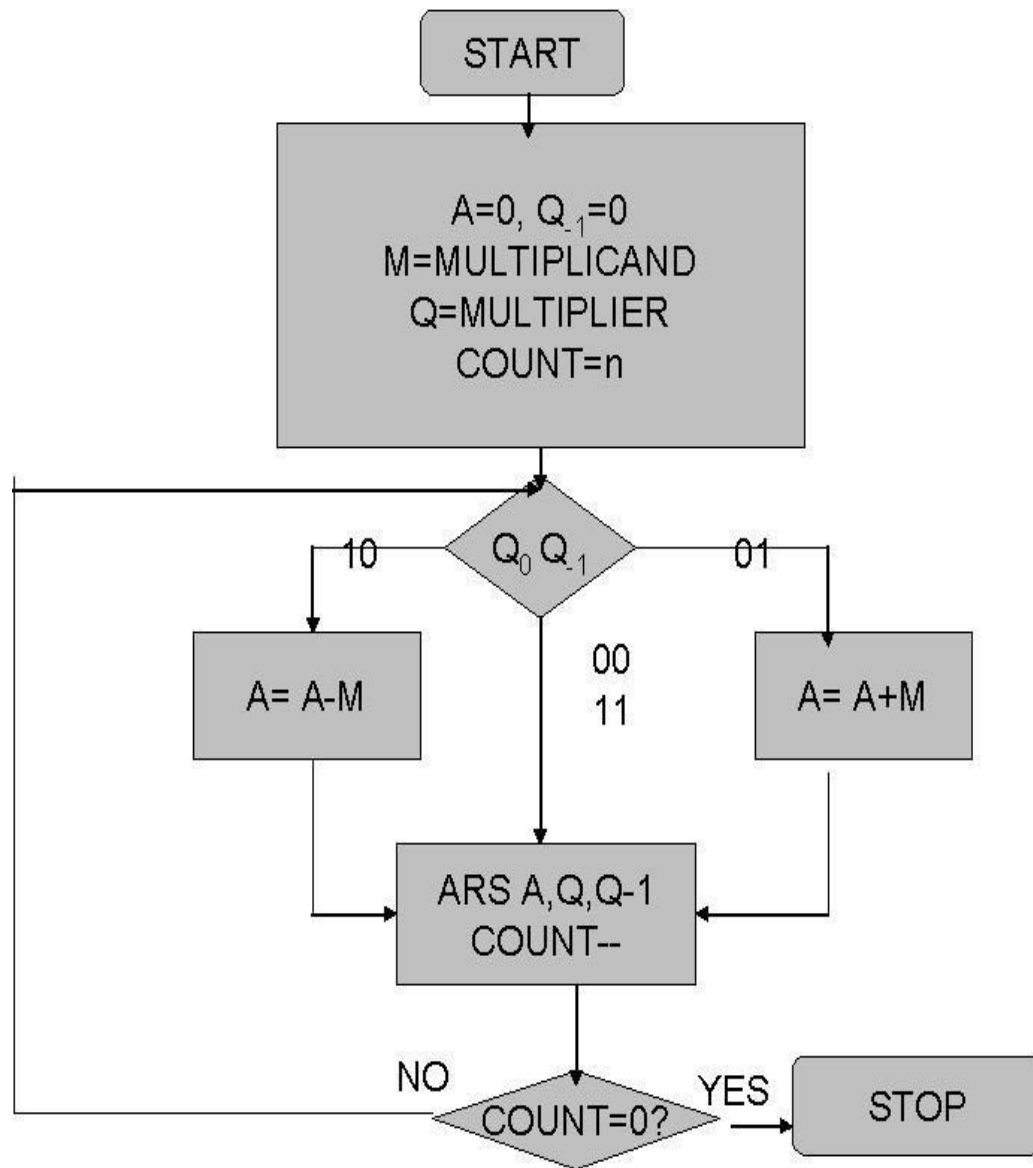 START
A=0, Q-1=0
M=MULTIPLICAND
Q=MULTIPLIER
COUNT=n
10
Q0 Q-1
01
00
11
A= A-M
A= A+M
ARS A,Q,Q-1
COUNT--
NO
YES
COUNT=0?
STOP